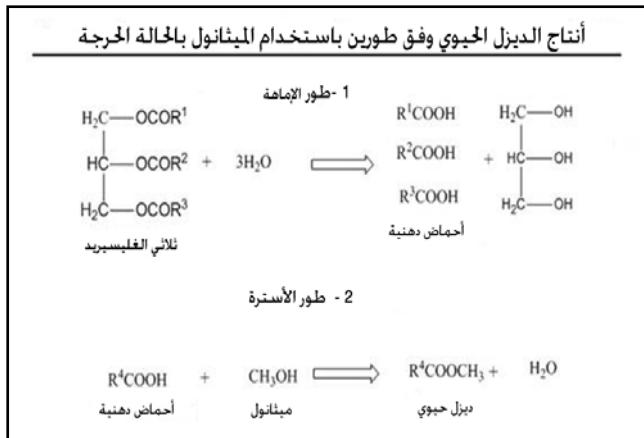 أنتاج الديزل الحيوي وفق طورين باستخدام الميثانول بالحالة الحرجة
1 -طور الإماهة
H₂C—OCOR¹ R¹COOH H₂C—OH
HC—OCOR² + 3H₂O R²COOH + HC—OH
H₂C—OCOR³ R³COOH H₂C—OH
ثلاثي الغليسيريد أحماض دهنية
2 - طور الأسترة
R⁴COOH + CH₃OH R⁴COOCH₃ + H₂O
أحماض دهنية ميثانول ديزل حيوي